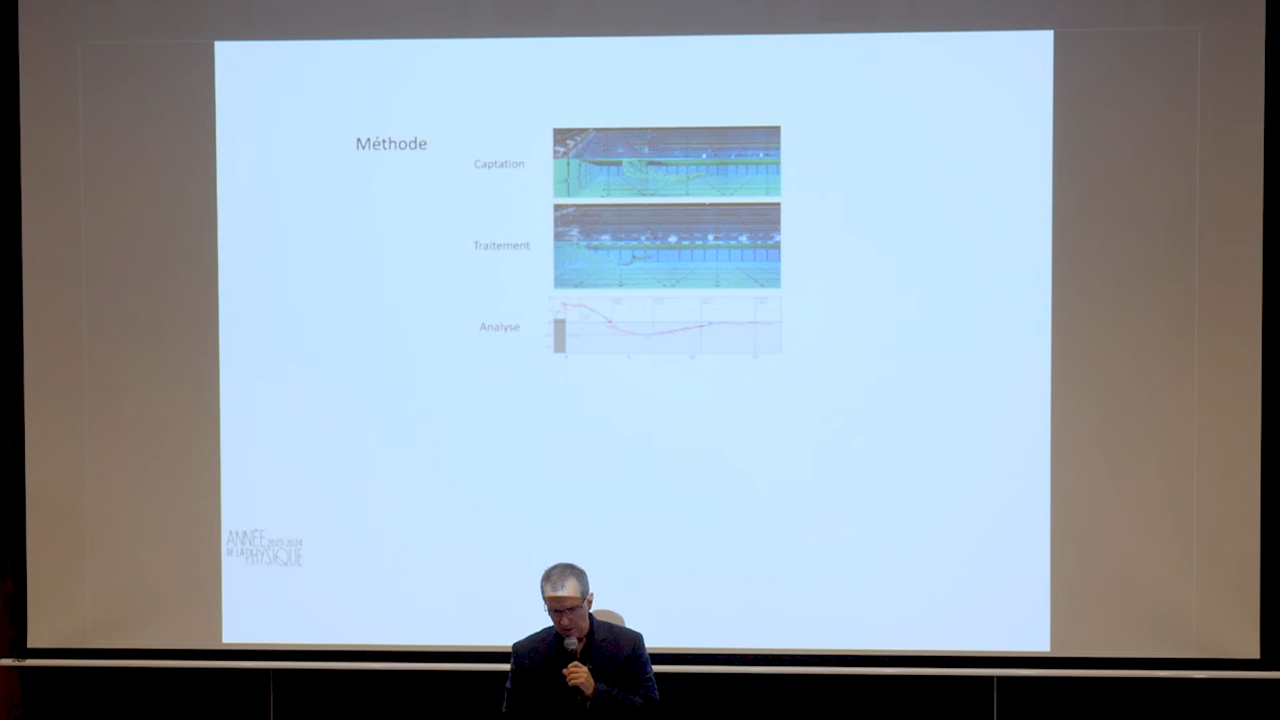 Méthode
Captation
Traitement
Analyse
ANNÉE 2023-2024
DE LA PHYSIQUE